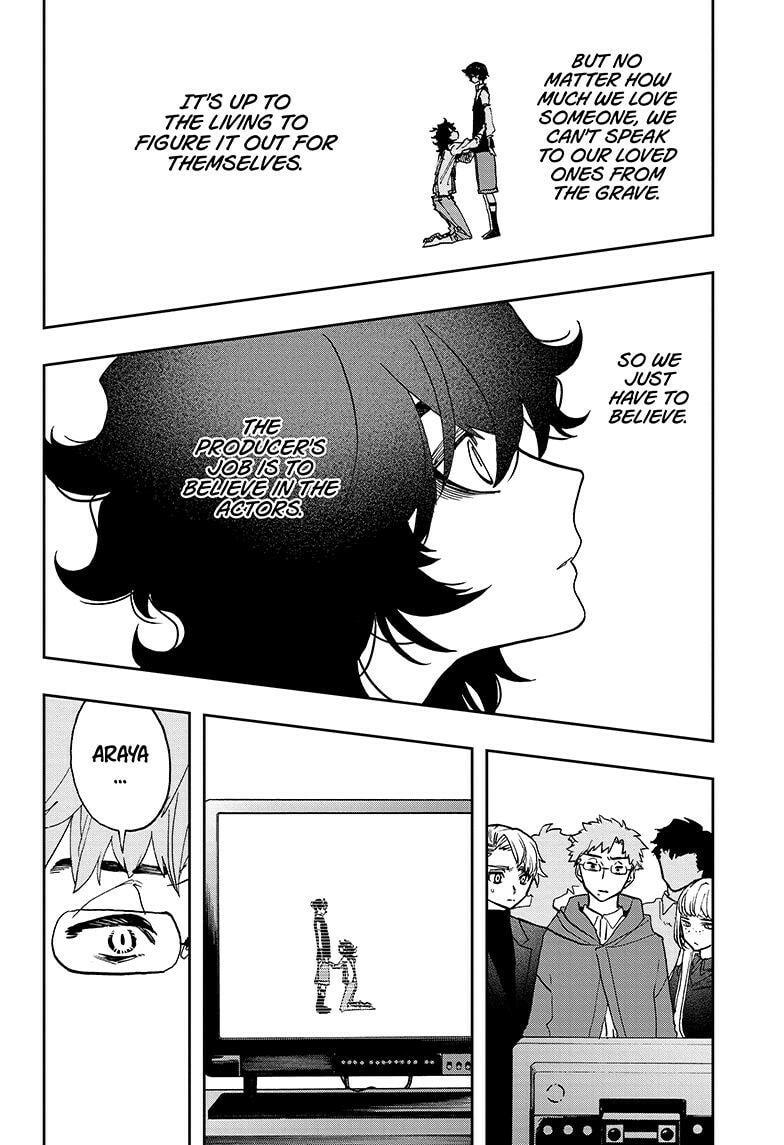 BUT NO
MATTER HOW
MUCH WE LOVE
SOMEONE, WE
CAN'T SPEAK
TO OUR LOVED
ONES FROM
THE GRAVE.
IT'S UP TO
THE LIVING TO
FIGURE IT OUT FOR
THEMSELVES.
SO WE
JUST
HAVE TO
BELIEVE.
THE
PRODUCER'S
JOB IS TO
BELIEVE IN THE
ACTORS.
ARAYA
...